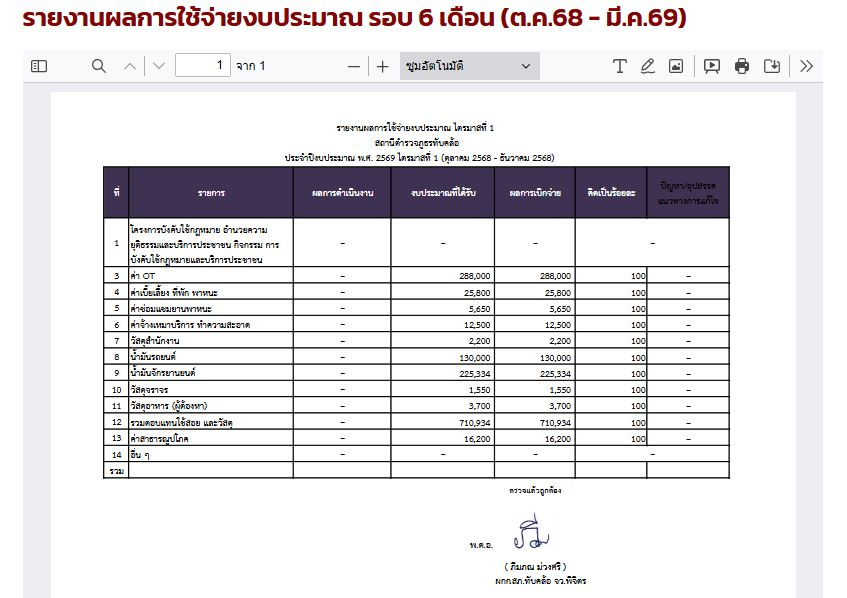 รายงานผลการใช้จ่ายงบประมาณ รอบ 6 เดือน (ต.ค.68 - มี.ค.69)
1 จาก 1 ซูมอัตโนมัติ
รายงานผลการใช้จ่ายงบประมาณ ไตรมาสที่ 1
สถานีตำรวจภูธรทับคล้อ
ประจำปีงบประมาณ พ.ศ. 2569 ไตรมาสที่ 1 (ตุลาคม 2568 - ธันวาคม 2568)
ที่ รายการ ผลการดำเนินงาน งบประมาณที่ได้รับ ผลการเบิกจ่าย คิดเป็นร้อยละ ปัญหา/อุปสรรค
แนวทางการแก้ไข
โครงการบังคับใช้กฎหมาย อำนวยความ
1 ยุติธรรมและบริการประชาชน กิจกรรม การ - - - -
บังคับใช้กฎหมายและบริการประชาชน
3 ค่า OT - 288,000 288,000 100 -
4 ค่าเบี้ยเลี้ยง ที่พัก พาหนะ - 25,800 25,800 100 -
5 ค่าซ่อมแซมยานพาหนะ - 5,650 5,650 100 -
6 ค่าจ้างเหมาบริการ ทำความสะอาด - 12,500 12,500 100 -
7 วัสดุสำนักงาน - 2,200 2,200 100 -
8 น้ำมันรถยนต์ - 130,000 130,000 100 -
9 น้ำมันจักรยานยนต์ - 225,334 225,334 100 -
10 วัสดุจราจร - 1,550 1,550 100 -
11 วัสดุอาหาร (ผู้ต้องหา) - 3,700 3,700 100 -
12 รวมตอบแทนใช้สอย และวัสดุ - 710,934 710,934 100 -
13 ค่าสาธารณูปโภค - 16,200 16,200 100 -
14 อื่น ๆ - - - -
รวม
ตรวจแล้วถูกต้อง
พ.ต.อ.
( ภิมภณ ม่วงศรี )
ผกก.สภ.ทับคล้อ จว.พิจิตร